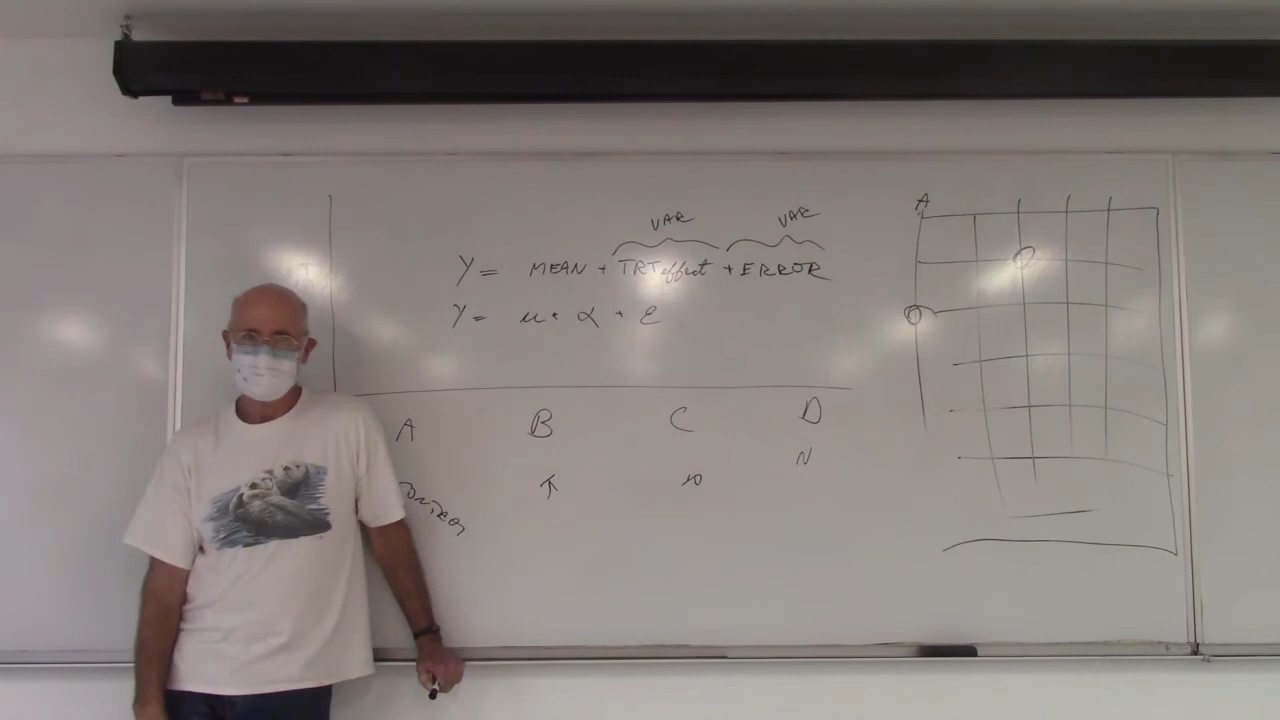 VAR VAR
Y = MEAN + TRT effect + ERROR
Y = μ + α + ε
A B C D
N
A